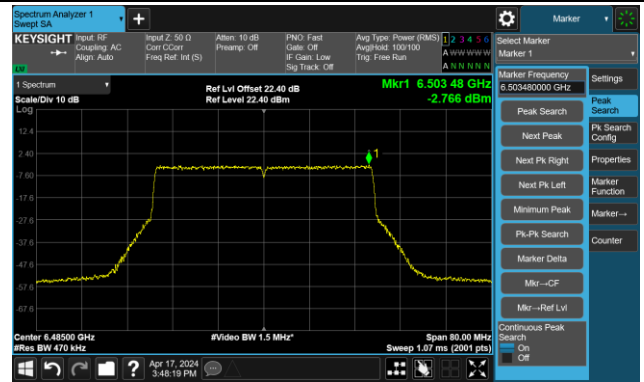 Spectrum Analyzer 1
Swept SA
+
Marker
KEYSIGHT
Input: RF
Coupling: AC
Align: Auto
Input Z: 50 Ω
Corr CCorr
Freq Ref: Int (S)
Atten: 10 dB
Preamp: Off
PNO: Fast
Gate: Off
IF Gain: Low
Sig Track: Off
Avg Type: Power (RMS)
Avg|Hold: 100/100
Trig: Free Run
1 2 3 4 5 6
A W W W W W
A N N N N N
Select Marker
Marker 1
1 Spectrum
Scale/Div 10 dB
Log
Ref Lvl Offset 22.40 dB
Ref Level 22.40 dBm
Mkr1 6.503 48 GHz
-2.766 dBm
12.4
2.40
-7.60
-17.6
-27.6
-37.6
-47.6
-57.6
-67.6
1
Center 6.48500 GHz
#Res BW 470 kHz
#Video BW 1.5 MHz*
Span 80.00 MHz
Sweep 1.07 ms (2001 pts)
Marker Frequency
6.503480000 GHz
Peak Search
Next Peak
Next Pk Right
Next Pk Left
Minimum Peak
Pk-Pk Search
Marker Delta
Mkr→CF
Mkr→Ref Lvl
Continuous Peak
Search
On
Off
Settings
Peak
Search
Pk Search
Config
Properties
Marker
Function
Marker→
Counter
?
Apr 17, 2024
3:48:19 PM